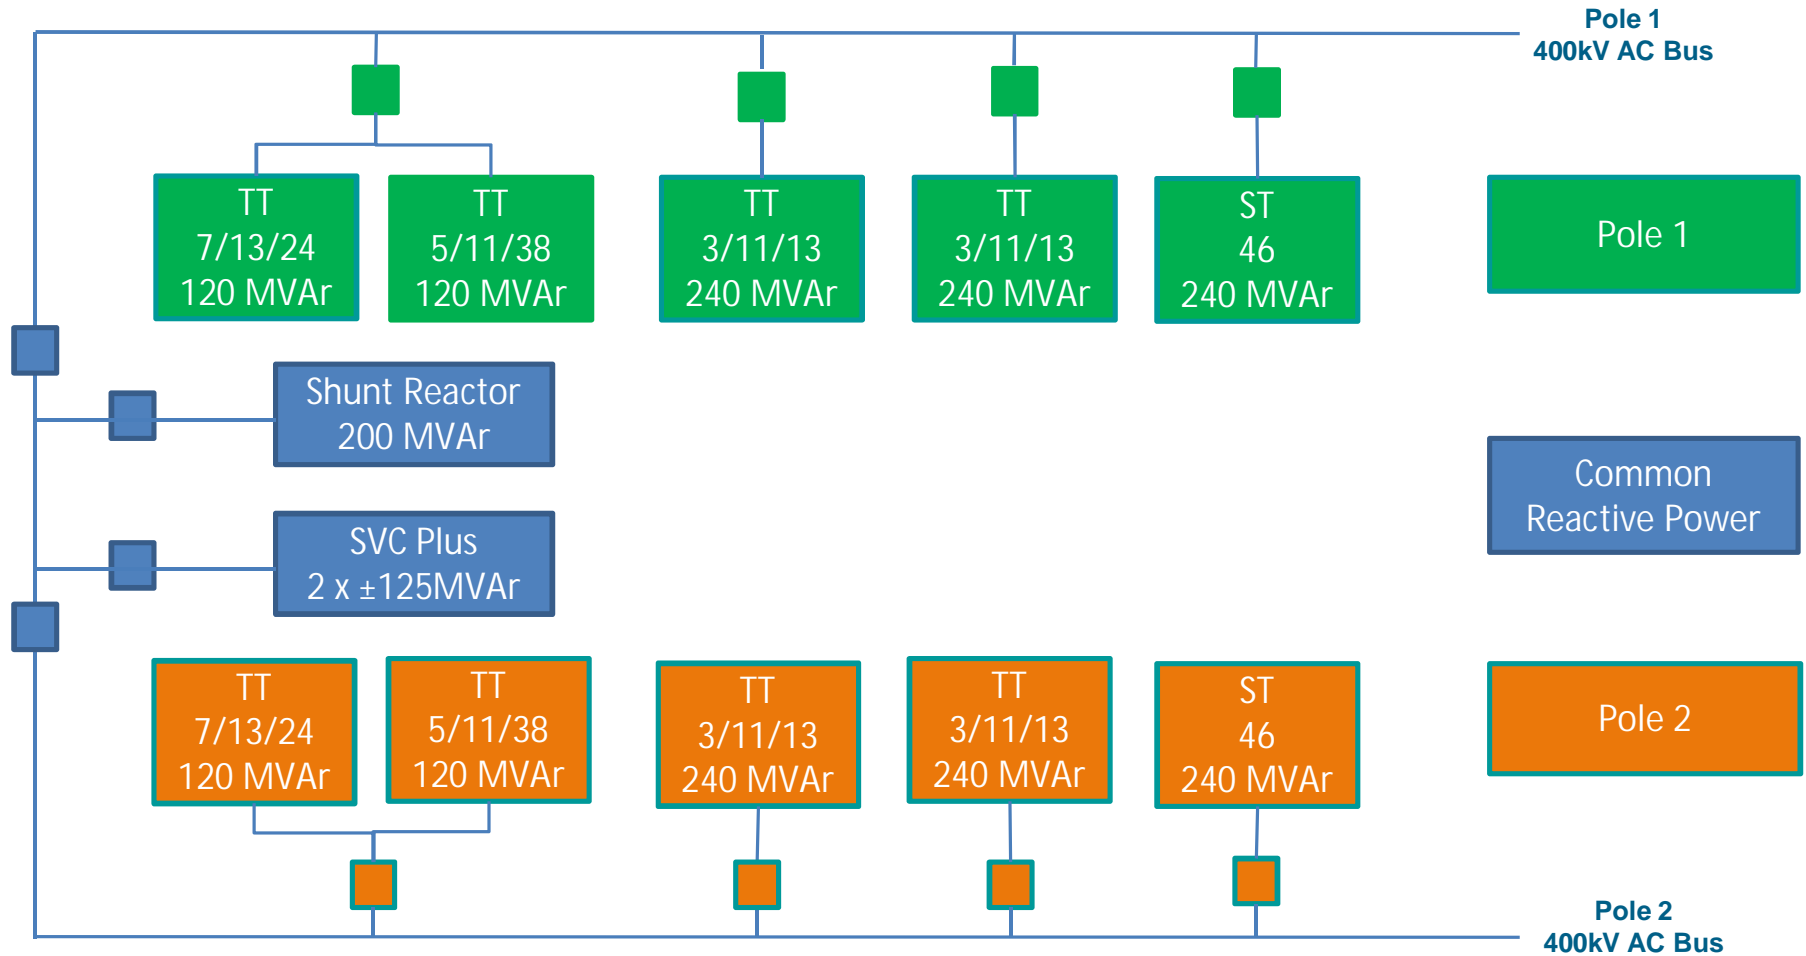 Pole 1
400kV AC Bus
TT
7/13/24
120 MVAr
TT
5/11/38
120 MVAr
TT
3/11/13
240 MVAr
TT
3/11/13
240 MVAr
ST
46
240 MVAr
Pole 1
Shunt Reactor
200 MVAr
Common
Reactive Power
SVC Plus
2 x ±125MVAr
TT
7/13/24
120 MVAr
TT
5/11/38
120 MVAr
TT
3/11/13
240 MVAr
TT
3/11/13
240 MVAr
ST
46
240 MVAr
Pole 2
Pole 2
400kV AC Bus